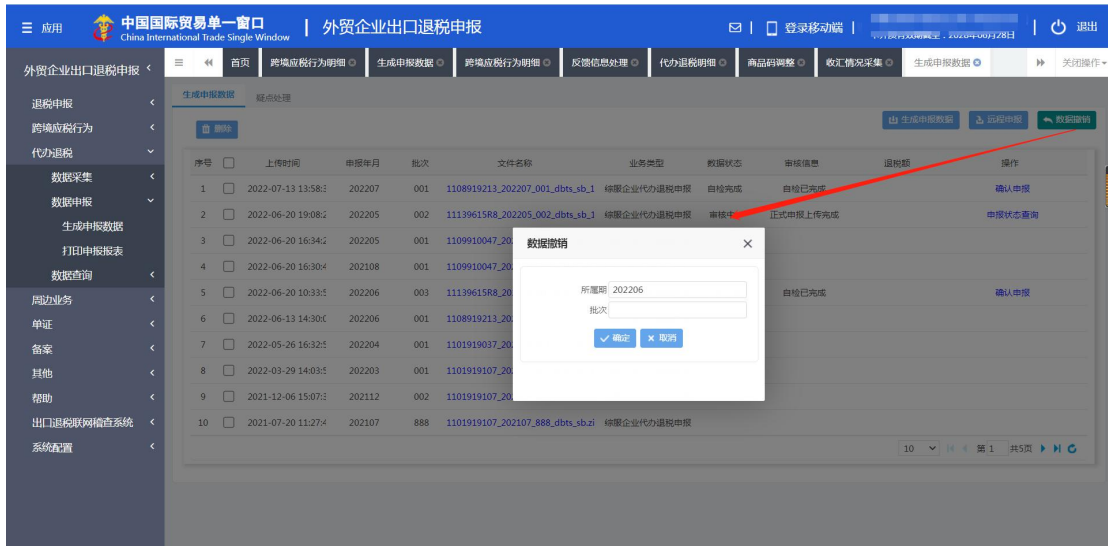 应用
中国国际贸易单一窗口
China International Trade Single Window
外贸企业出口退税申报
登录移动端
退出
外贸企业出口退税申报
首页 跨境应税行为明细 生成申报数据 跨境应税行为明细 反馈信息处理 代办退税明细 商品码调整 收汇情况采集 生成申报数据 关闭操作
退税申报
跨境应税行为
代办退税
数据采集
数据申报
生成申报数据
打印申报报表
数据查询
周边业务
单证
备案
其他
帮助
出口退税联网稽查系统
系统配置
生成申报数据 疑点处理
删除 生成申报数据 远程申报 数据撤销
序号 上传时间 申报年月 批次 文件名称 业务类型 数据状态 审核信息 退税额 操作
1 2022-07-13 13:58:3 202207 001 1108919213_202207_001_dbts_sb_1 综服企业代办退税申报 自检完成 自检已完成 确认申报
2 2022-06-20 19:08:2 202205 002 11139615R8_202205_002_dbts_sb_1 综服企业代办退税申报 审核中 正式申报上传完成 申报状态查询
3 2022-06-20 16:34:2 202205 001 1109910047_20
4 2022-06-20 16:30:4 202108 001 1109910047_20
5 2022-06-20 10:33:5 202206 003 11139615R8_20 自检已完成 确认申报
6 2022-06-13 14:30:0 202206 001 1108919213_20
7 2022-05-26 16:32:5 202204 001 1101919037_20
8 2022-03-29 14:03:5 202203 001 1101919107_20
9 2021-12-06 15:07:3 202112 002 1101919107_20
10 2021-07-20 11:27:4 202107 888 1101919107_202107_888_dbts_sb.zi 综服企业代办退税申报
数据撤销
所属期 202206
批次
确定 取消
10 第 1 共5页